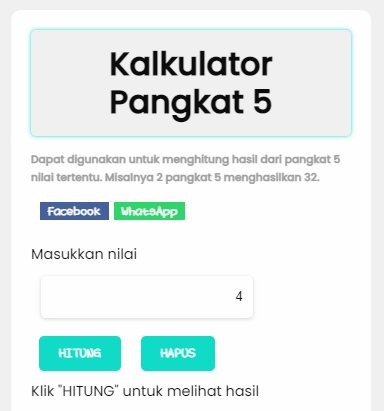 Kalkulator
Pangkat 5
Dapat digunakan untuk menghitung hasil dari pangkat 5
nilai tertentu. Misalnya 2 pangkat 5 menghasilkan 32.
Facebook WhatsApp
Masukkan nilai
4
HITUNG HAPUS
Klik "HITUNG" untuk melihat hasil